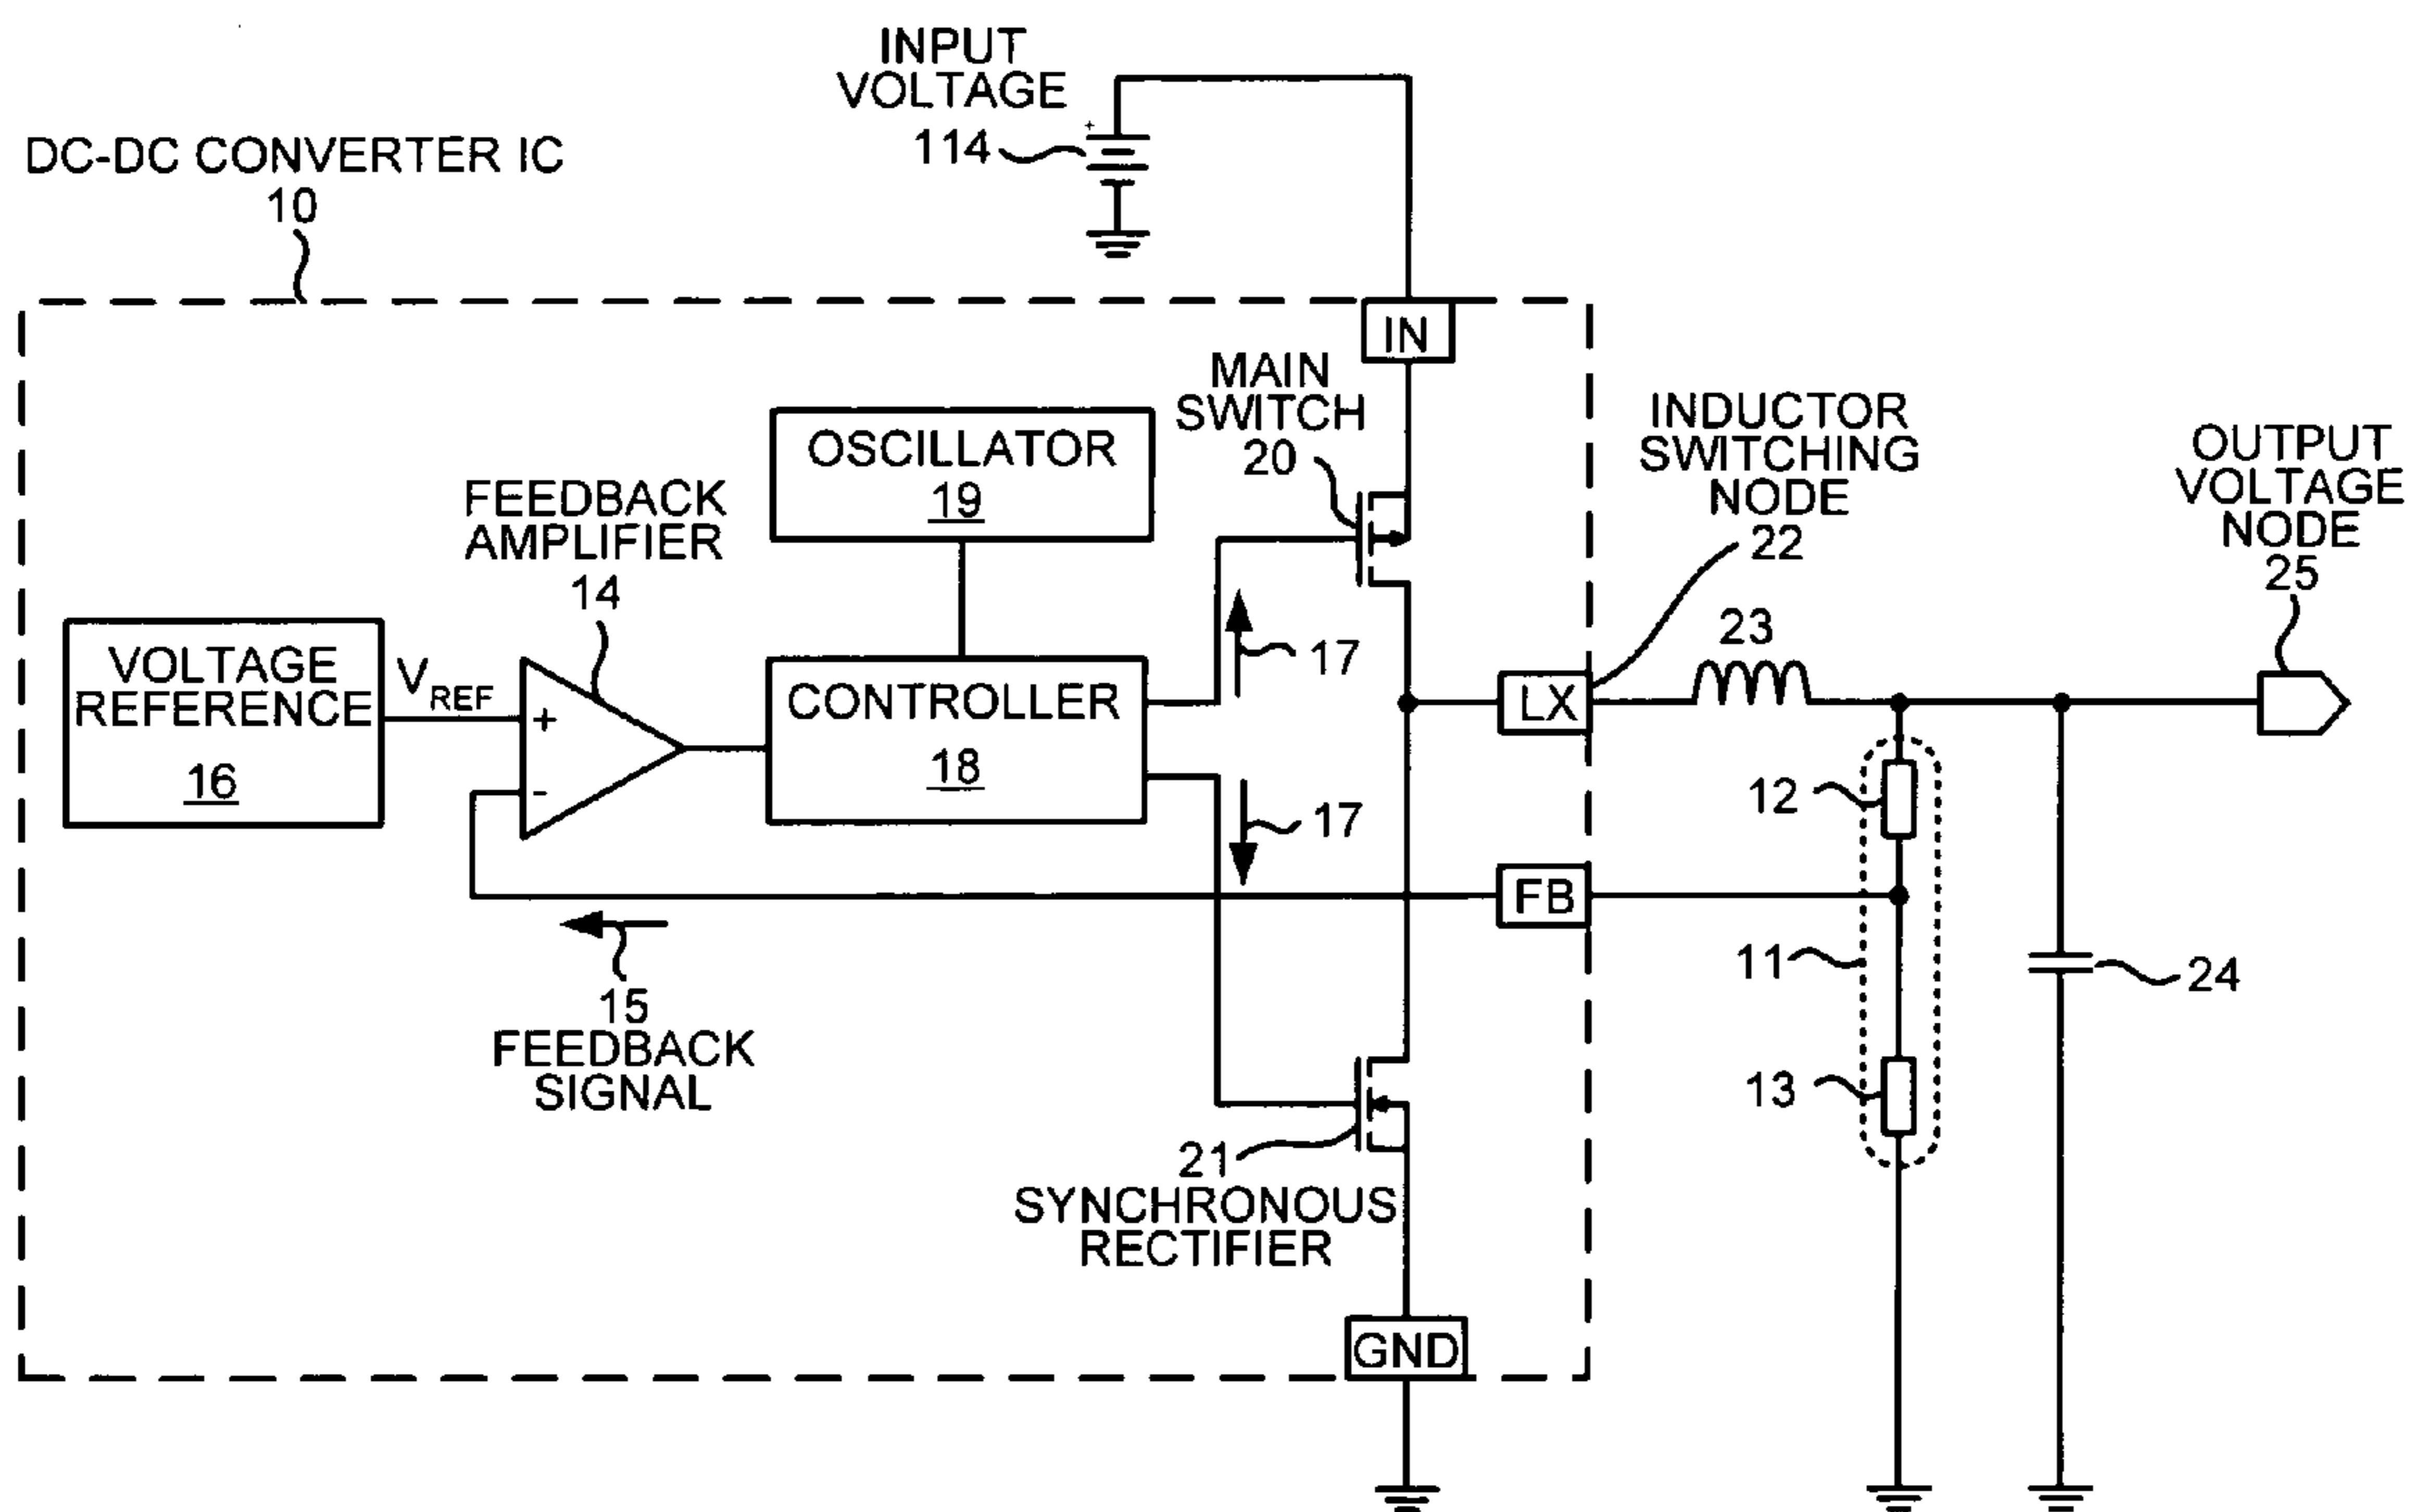 INPUT
VOLTAGE
114
+
DC-DC CONVERTER IC
10
IN
MAIN
SWITCH
20
OSCILLATOR
19
INDUCTOR
SWITCHING
NODE
22
OUTPUT
VOLTAGE
NODE
25
FEEDBACK
AMPLIFIER
14
VOLTAGE
REFERENCE
16
VREF
+
-
CONTROLLER
18
17
17
LX
23
12
FB
11
24
13
15
FEEDBACK
SIGNAL
21
SYNCHRONOUS
RECTIFIER
GND